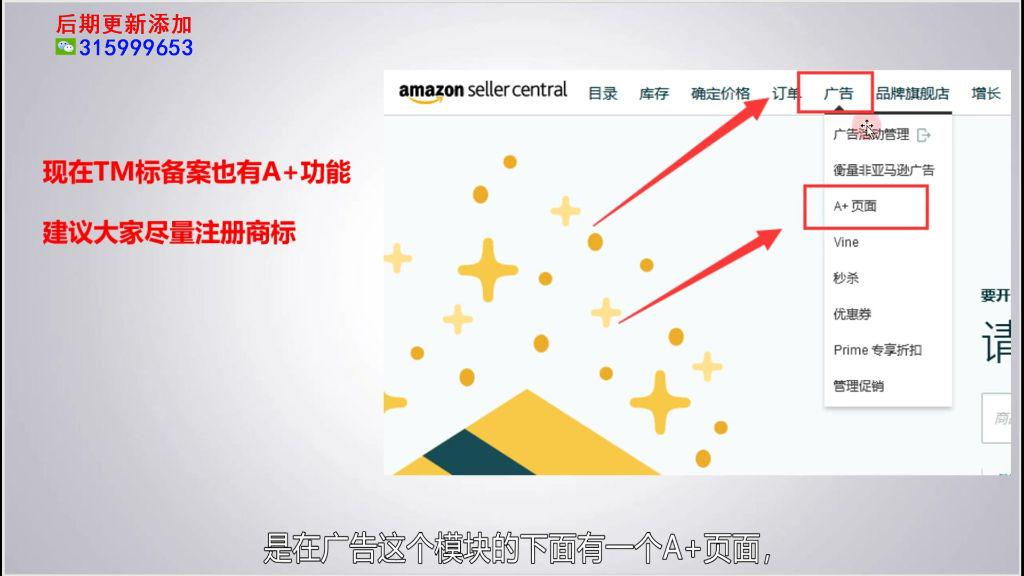 后期更新添加
315999653
现在TM标备案也有A+功能
建议大家尽量注册商标
amazon seller central
目录 库存 确定价格 订单 广告 品牌旗舰店 增长
广告活动管理
衡量非亚马逊广告
A+ 页面
Vine
秒杀
优惠券
Prime 专享折扣
管理促销
要开
请
是在广告这个模块的下面有一个A+页面，